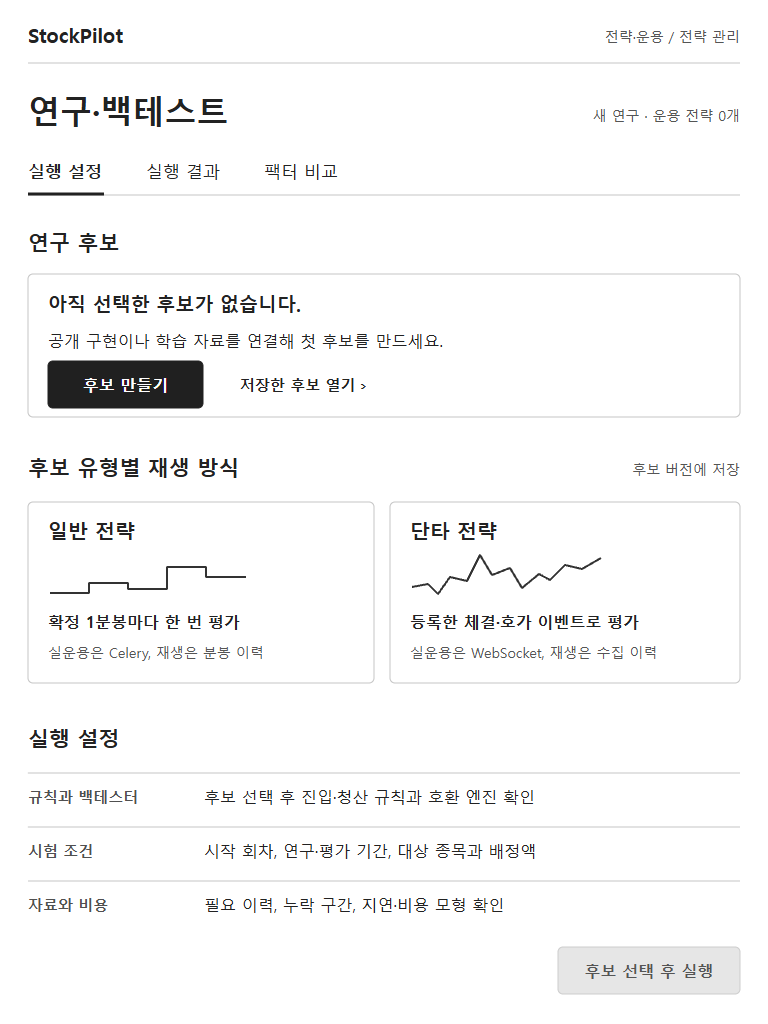 StockPilot
전략·운용 / 전략 관리
연구·백테스트
새 연구 · 운용 전략 0개
실행 설정
실행 결과
팩터 비교
연구 후보
아직 선택한 후보가 없습니다.
공개 구현이나 학습 자료를 연결해 첫 후보를 만드세요.
후보 만들기
저장한 후보 열기 ›
후보 유형별 재생 방식
후보 버전에 저장
일반 전략
확정 1분봉마다 한 번 평가
실운용은 Celery, 재생은 분봉 이력
단타 전략
등록한 체결·호가 이벤트로 평가
실운용은 WebSocket, 재생은 수집 이력
실행 설정
규칙과 백테스터
후보 선택 후 진입·청산 규칙과 호환 엔진 확인
시험 조건
시작 회차, 연구·평가 기간, 대상 종목과 배정액
자료와 비용
필요 이력, 누락 구간, 지연·비용 모형 확인
후보 선택 후 실행